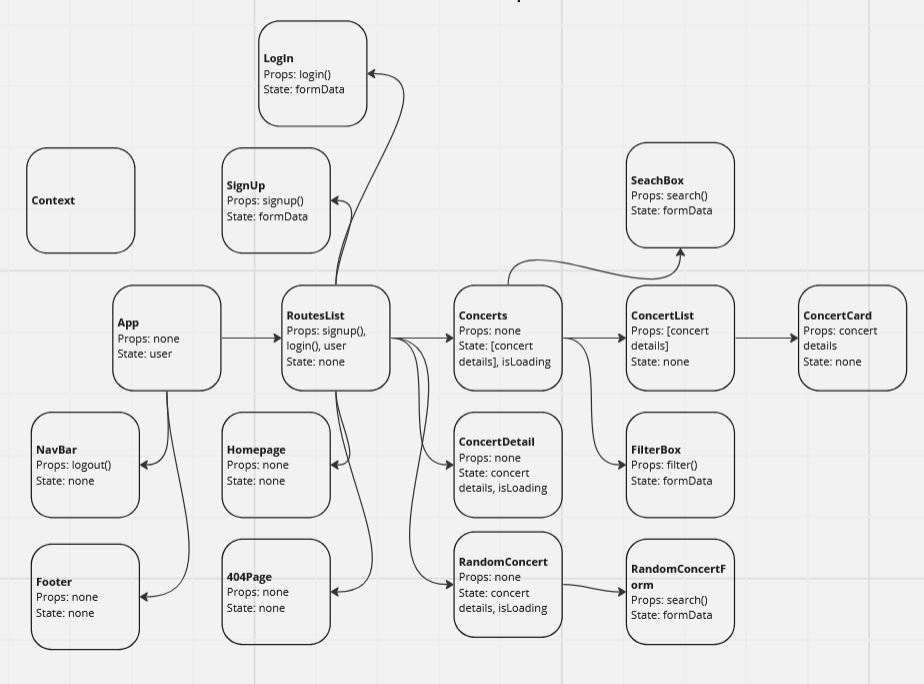 LogIn
Props: login()
State: formData
Context
SignUp
Props: signup()
State: formData
SeachBox
Props: search()
State: formData
App
Props: none
State: user
RoutesList
Props: signup(),
login(), user
State: none
Concerts
Props: none
State: [concert
details], isLoading
ConcertList
Props: [concert
details]
State: none
ConcertCard
Props: concert
details
State: none
NavBar
Props: logout()
State: none
Homepage
Props: none
State: none
ConcertDetail
Props: none
State: concert
details, isLoading
FilterBox
Props: filter()
State: formData
Footer
Props: none
State: none
404Page
Props: none
State: none
RandomConcert
Props: none
State: concert
details, isLoading
RandomConcertF
orm
Props: search()
State: formData